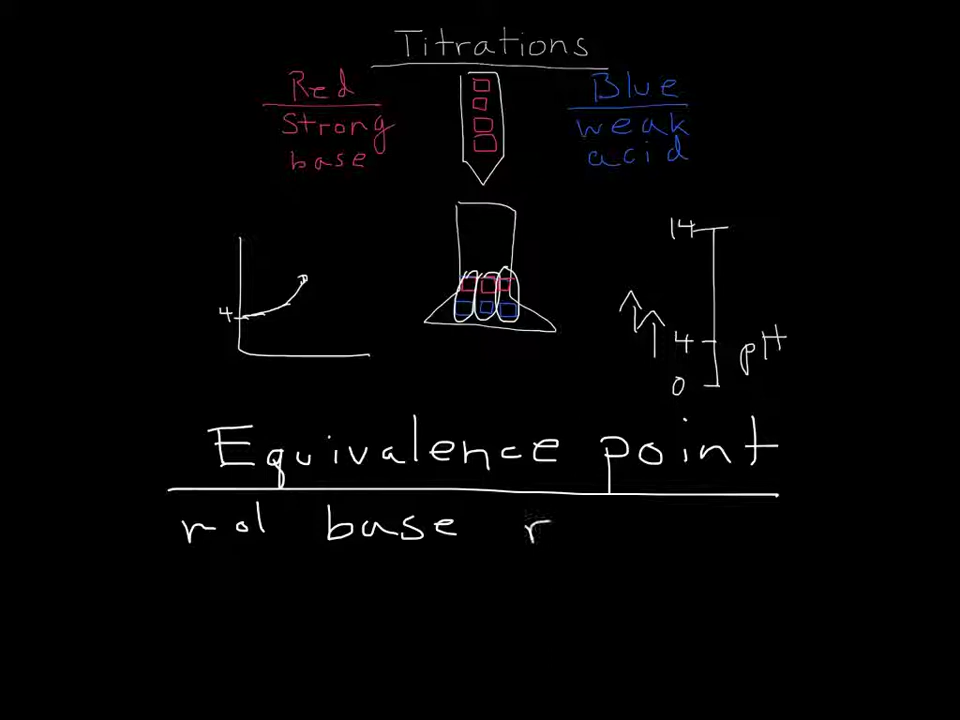 Titrations
Red
Strong
base
Blue
weak
acid
4
14
4
0
pH
Equivalence point
mol base r